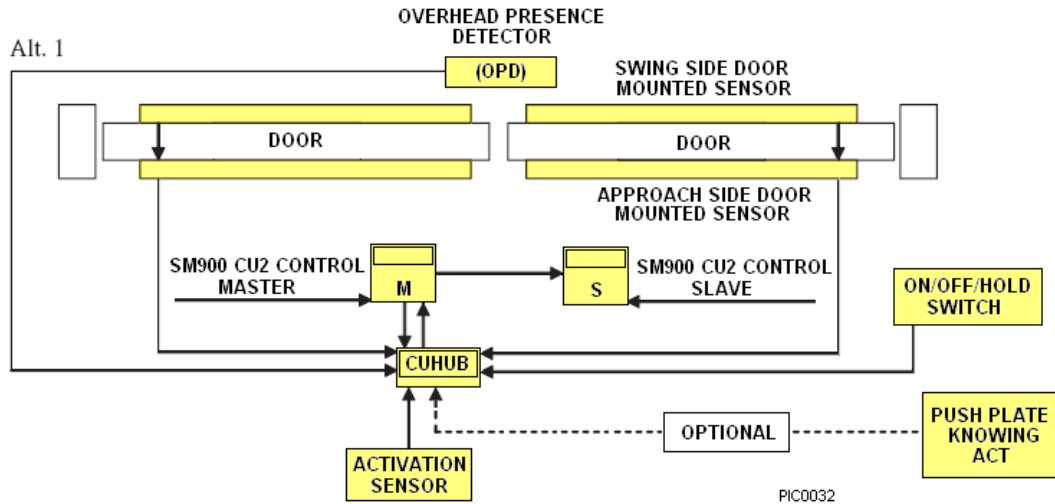 OVERHEAD PRESENCE
DETECTOR
Alt. 1
(OPD)
SWING SIDE DOOR
MOUNTED SENSOR
DOOR
DOOR
APPROACH SIDE DOOR
MOUNTED SENSOR
SM900 CU2 CONTROL
MASTER
M
S
SM900 CU2 CONTROL
SLAVE
ON/OFF/HOLD
SWITCH
CUHUB
OPTIONAL
PUSH PLATE
KNOWING
ACT
ACTIVATION
SENSOR
PIC0032